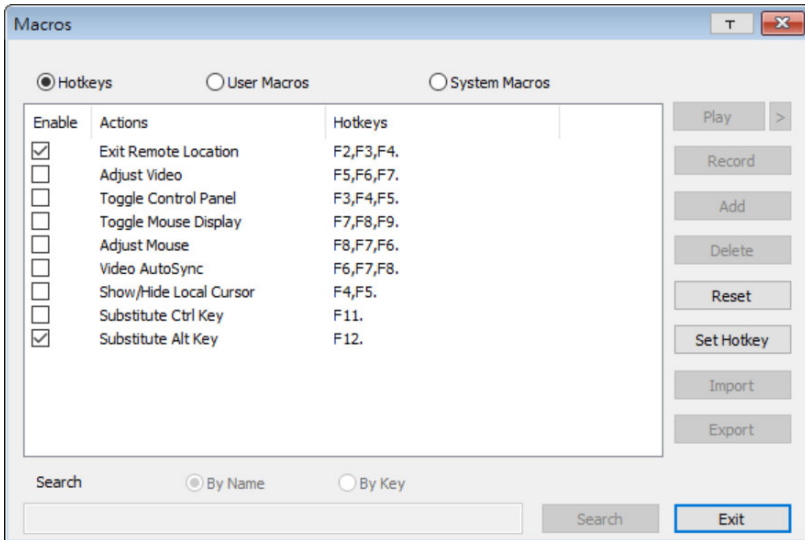 Macros
Hotkeys User Macros System Macros
Enable Actions Hotkeys Play >
Exit Remote Location F2,F3,F4.
Adjust Video F5,F6,F7. Record
Toggle Control Panel F3,F4,F5. Add
Toggle Mouse Display F7,F8,F9.
Adjust Mouse F8,F7,F6. Delete
Video AutoSync F6,F7,F8.
Show/Hide Local Cursor F4,F5. Reset
Substitute Ctrl Key F11.
Substitute Alt Key F12. Set Hotkey
Import
Export
Search By Name By Key
Search Exit